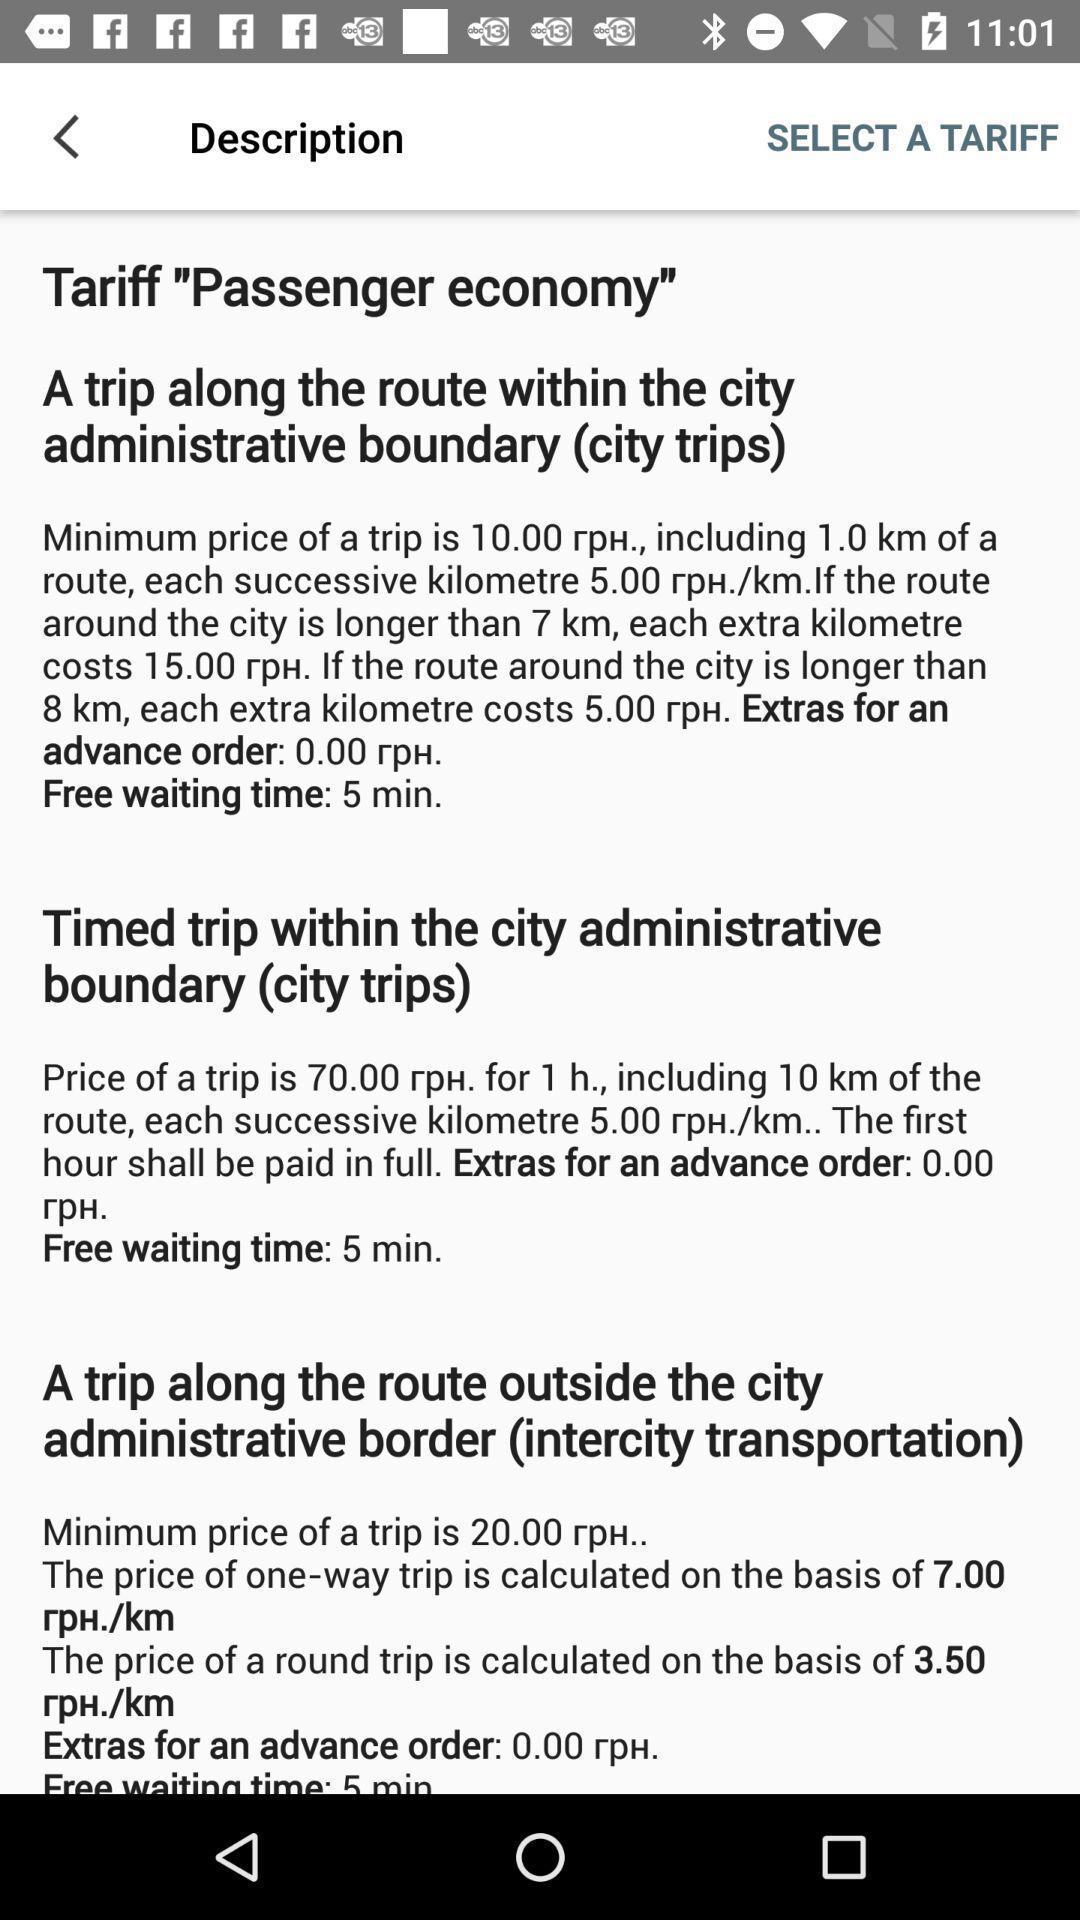 11:01
Description
SELECT A TARIFF
Tariff "Passenger economy"
A trip along the route within the city
administrative boundary (city trips)
Minimum price of a trip is 10.00 грн., including 1.0 km of a
route, each successive kilometre 5.00 грн./km.If the route
around the city is longer than 7 km, each extra kilometre
costs 15.00 грн. If the route around the city is longer than
8 km, each extra kilometre costs 5.00 грн. Extras for an
advance order: 0.00 грн.
Free waiting time: 5 min.
Timed trip within the city administrative
boundary (city trips)
Price of a trip is 70.00 грн. for 1 h., including 10 km of the
route, each successive kilometre 5.00 грн./km.. The first
hour shall be paid in full. Extras for an advance order: 0.00
грн.
Free waiting time: 5 min.
A trip along the route outside the city
administrative border (intercity transportation)
Minimum price of a trip is 20.00 грн..
The price of one-way trip is calculated on the basis of 7.00
грн./km
The price of a round trip is calculated on the basis of 3.50
грн./km
Extras for an advance order: 0.00 грн.
Free waiting time: 5 min